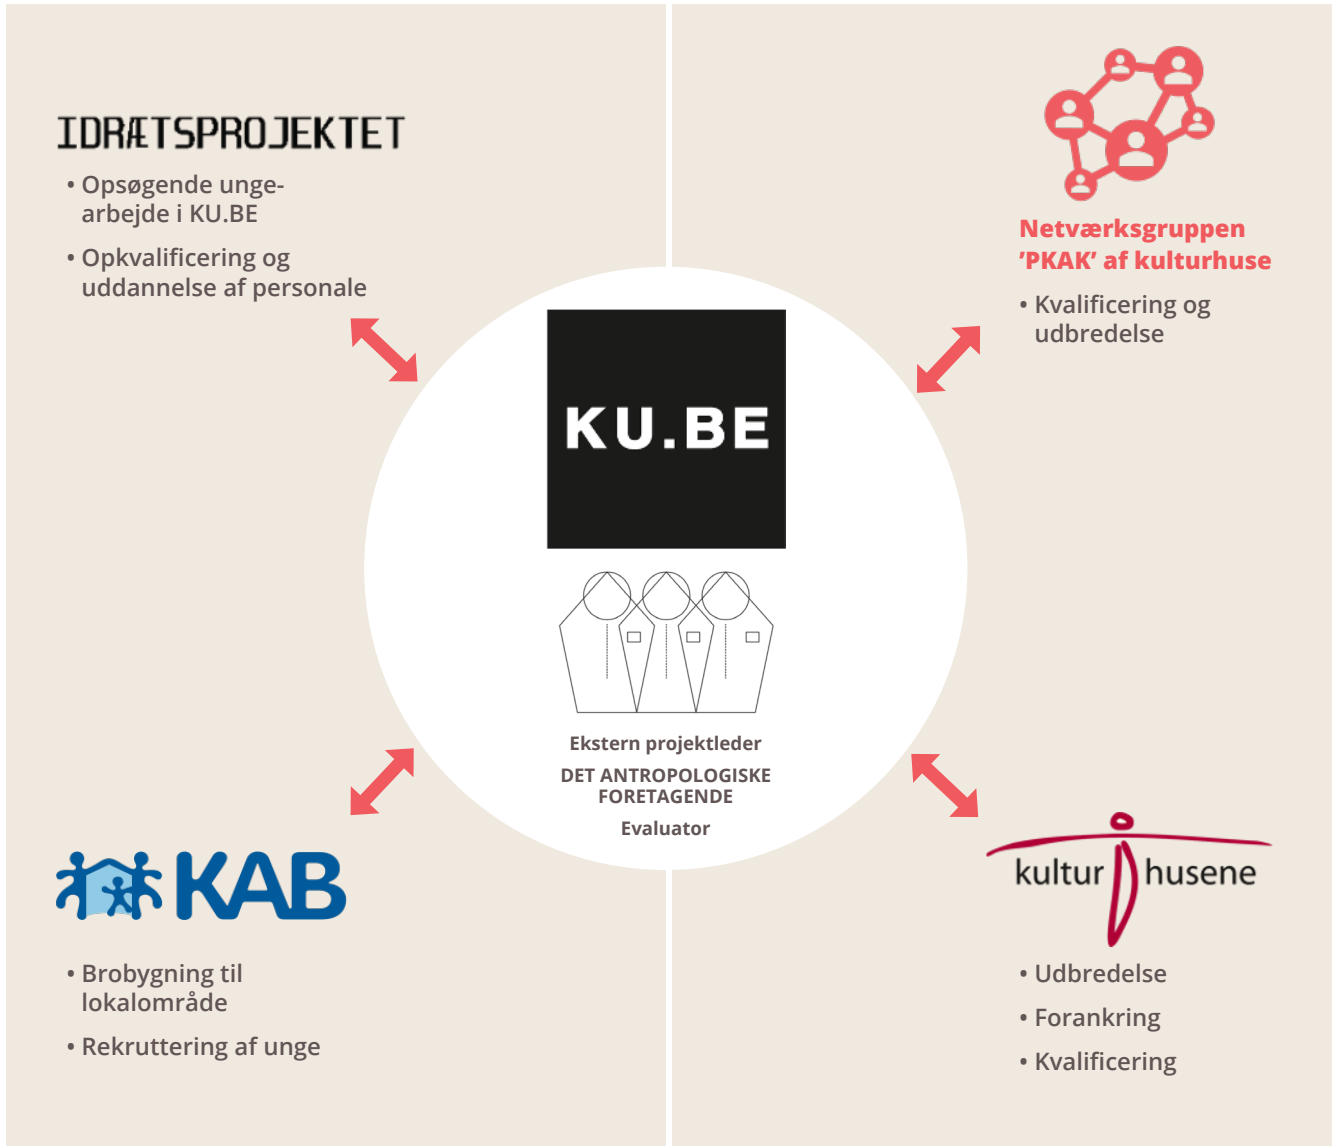 IDRÆTSPROJEKTET
• Opsøgende unge-
arbejde i KU.BE
• Opkvalificering og
uddannelse af personale
Netværksgruppen
’PKAK’ af kulturhuse
• Kvalificering og
udbredelse
KU.BE
Ekstern projektleder
DET ANTROPOLOGISKE
FORETAGENDE
Evaluator
KAB
• Brobygning til
lokalområde
• Rekruttering af unge
kultur husene
• Udbredelse
• Forankring
• Kvalificering